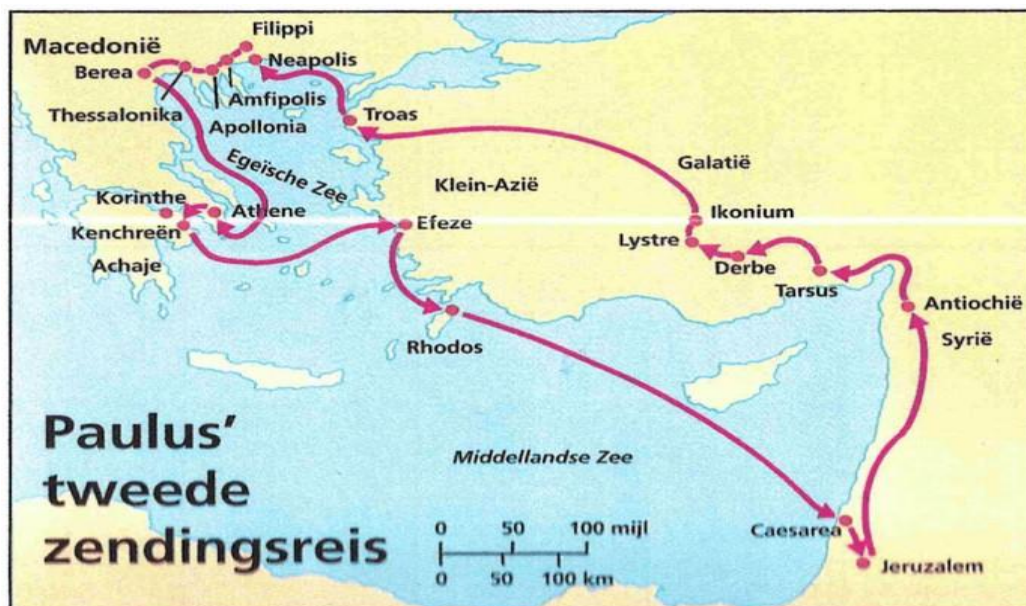 Filippi
Macedonië
Neapolis
Berea
Amfipolis
Thessalonika
Troas
Apollonia
Egeïsche Zee
Galatië
Klein-Azië
Korinthe
Athene
Ikonium
Kenchreën
Efeze
Lystre
Achaje
Derbe
Tarsus
Antiochië
Syrië
Rhodos
Paulus'
tweede
zendingsreis
Middellandse Zee
0 50 100 mijl
0 50 100 km
Caesarea
Jeruzalem